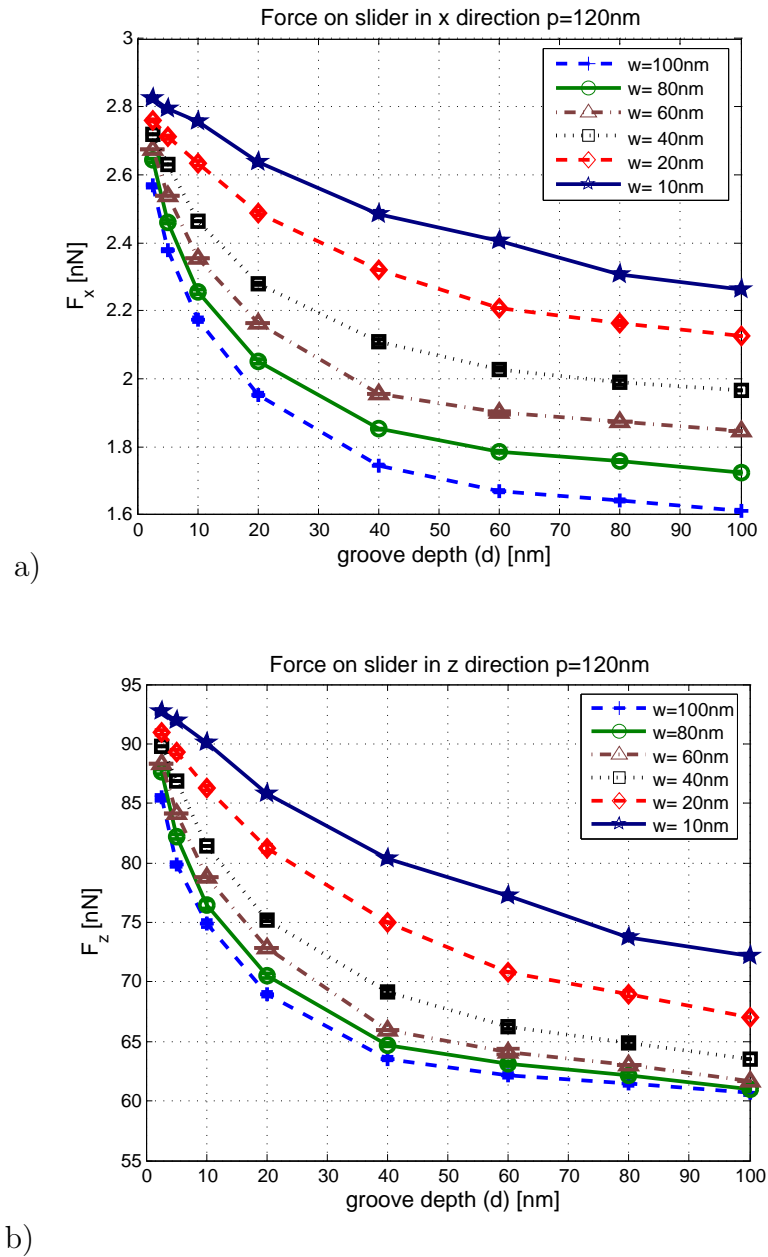 Force on slider in x direction p=120nm
3
2.8
2.6
2.4
2.2
2
1.8
1.6
F_x [nN]
w=100nm
w= 80nm
w= 60nm
w= 40nm
w= 20nm
w= 10nm
0 10 20 30 40 50 60 70 80 90 100
groove depth (d) [nm]
a)
Force on slider in z direction p=120nm
95
90
85
80
75
70
65
60
55
F_z [nN]
w=100nm
w=80nm
w= 60nm
w= 40nm
w= 20nm
w= 10nm
0 10 20 30 40 50 60 70 80 90 100
groove depth (d) [nm]
b)